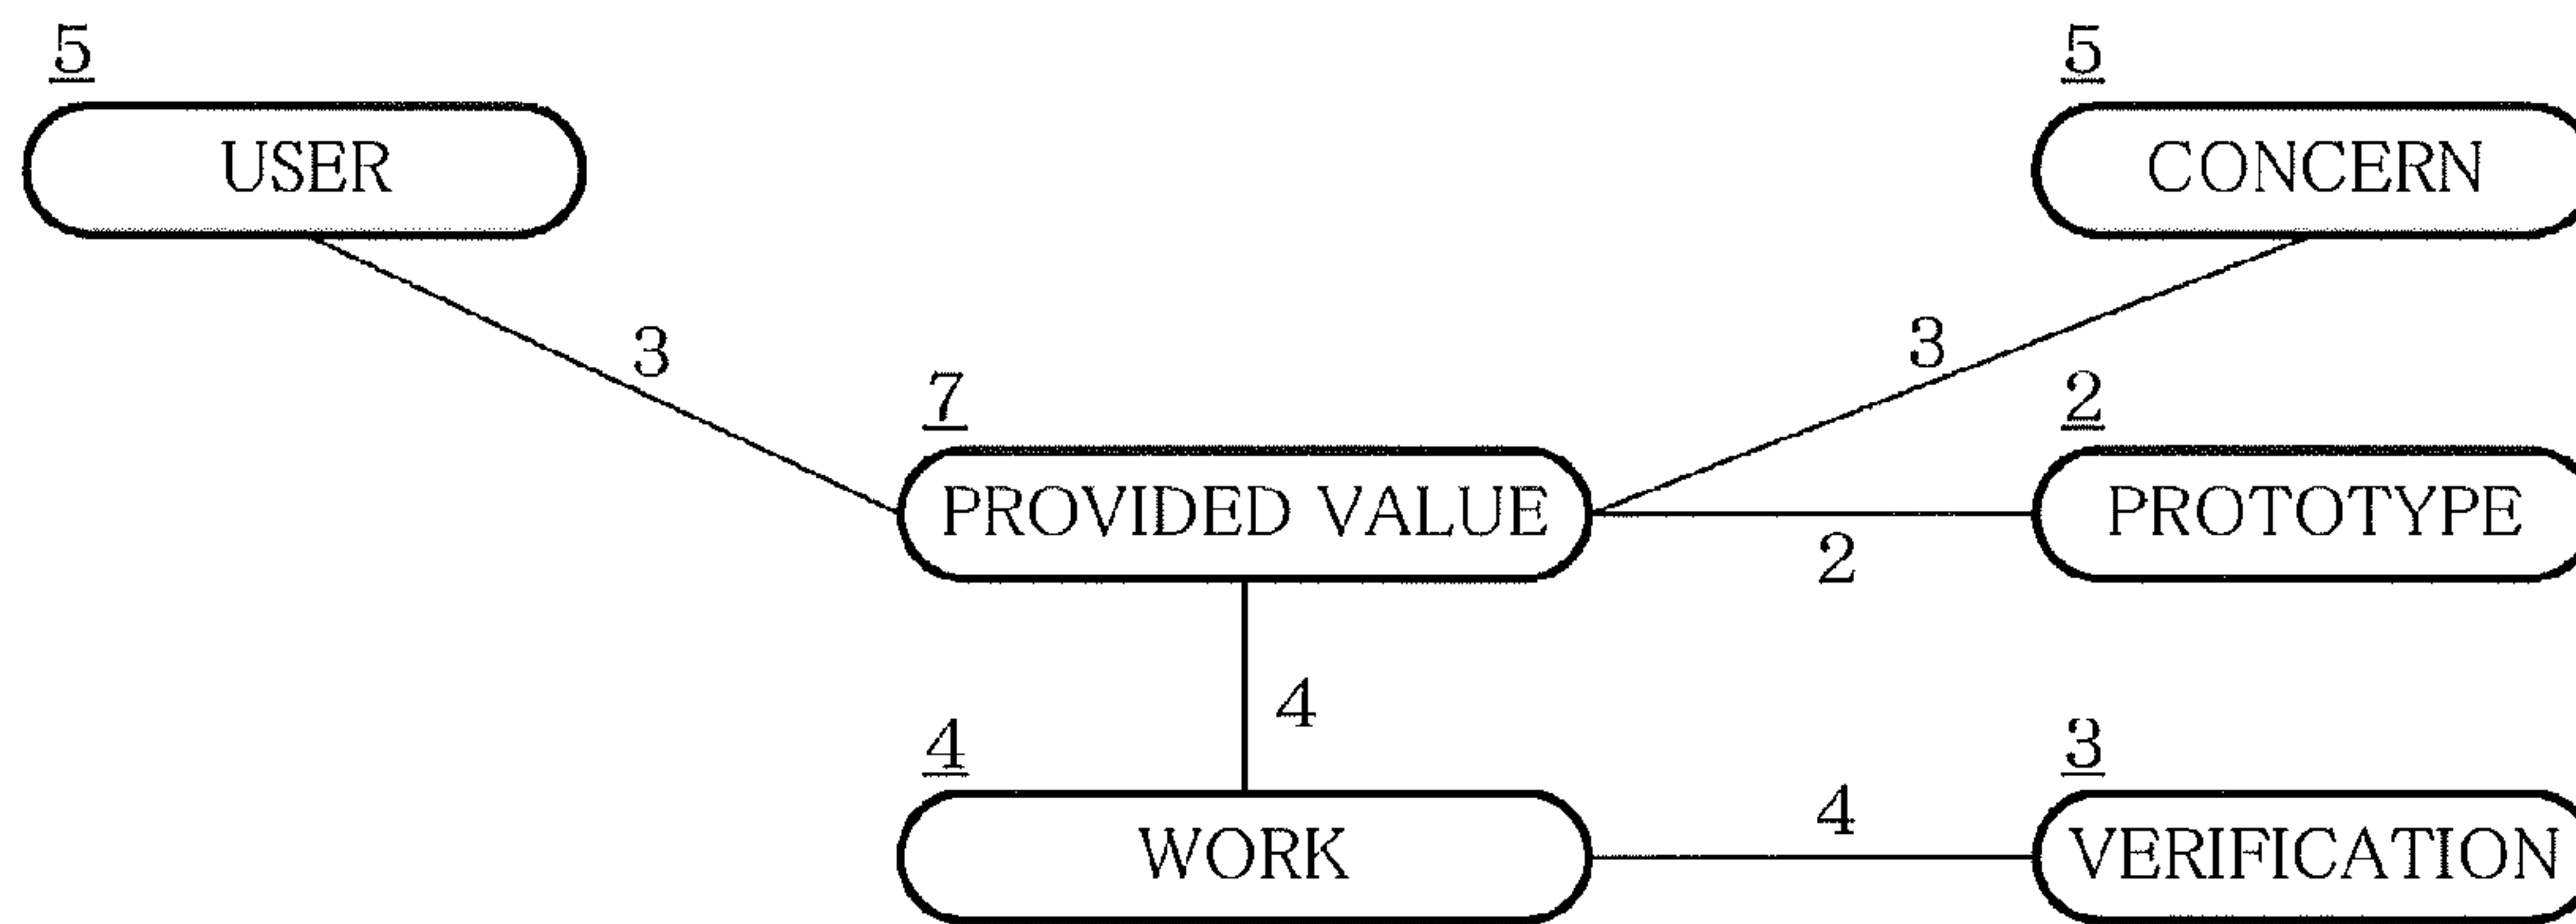 5
5
USER
CONCERN
3
3
7
2
PROVIDED VALUE
PROTOTYPE
2
4
4
3
4
WORK
VERIFICATION